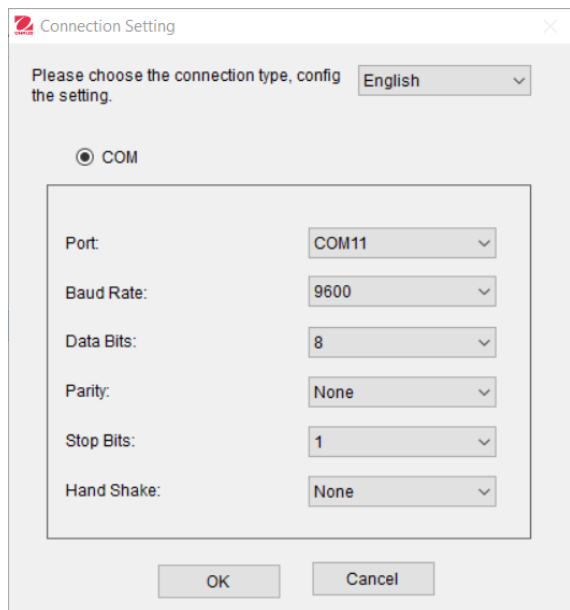 Connection Setting
Please choose the connection type, config
the setting.
English
COM
Port: COM11
Baud Rate: 9600
Data Bits: 8
Parity: None
Stop Bits: 1
Hand Shake: None
OK Cancel